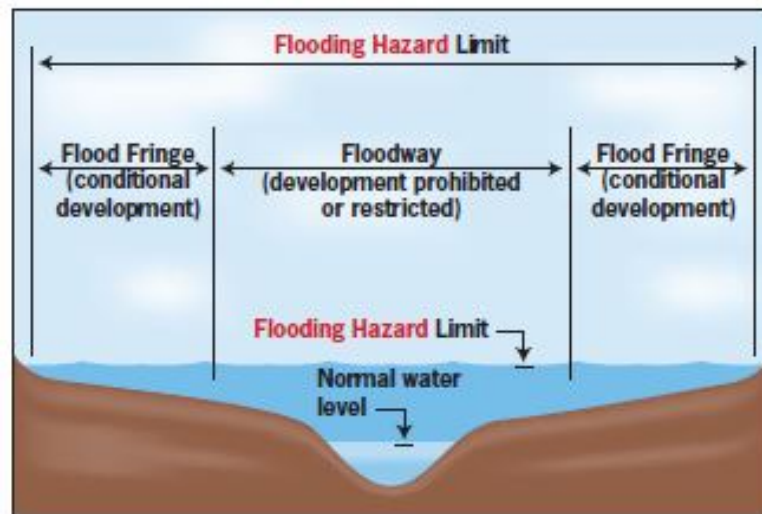 Flooding Hazard Limit
Flood Fringe
(conditional
development)
Floodway
(development prohibited
or restricted)
Flood Fringe
(conditional
development)
Flooding Hazard Limit
Normal water
level